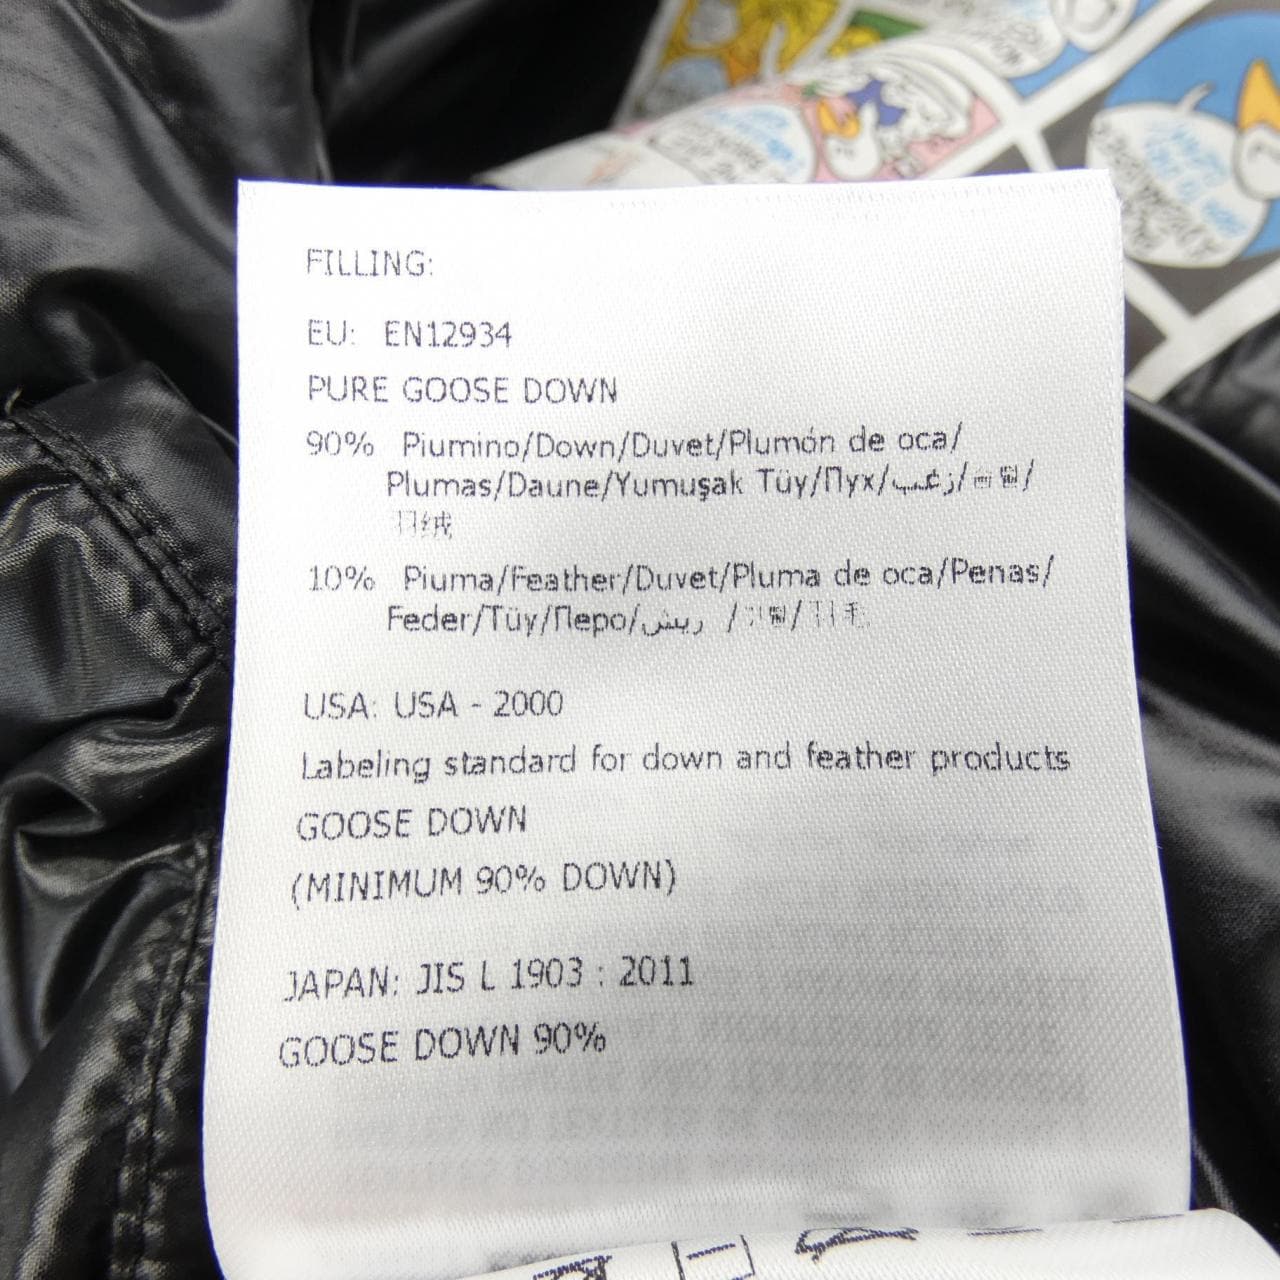 FILLING:
EU: EN12934
PURE GOOSE DOWN
90% Piumino/Down/Duvet/Plumón de oca/
Plumas/Daune/Yumuşak Tüy/Пух/زغب/
羽绒
10% Piuma/Feather/Duvet/Pluma de oca/Penas/
Feder/Tüy/Перо/ريش /羽毛
USA: USA - 2000
Labeling standard for down and feather products
GOOSE DOWN
(MINIMUM 90% DOWN)
JAPAN: JIS L 1903 : 2011
GOOSE DOWN 90%